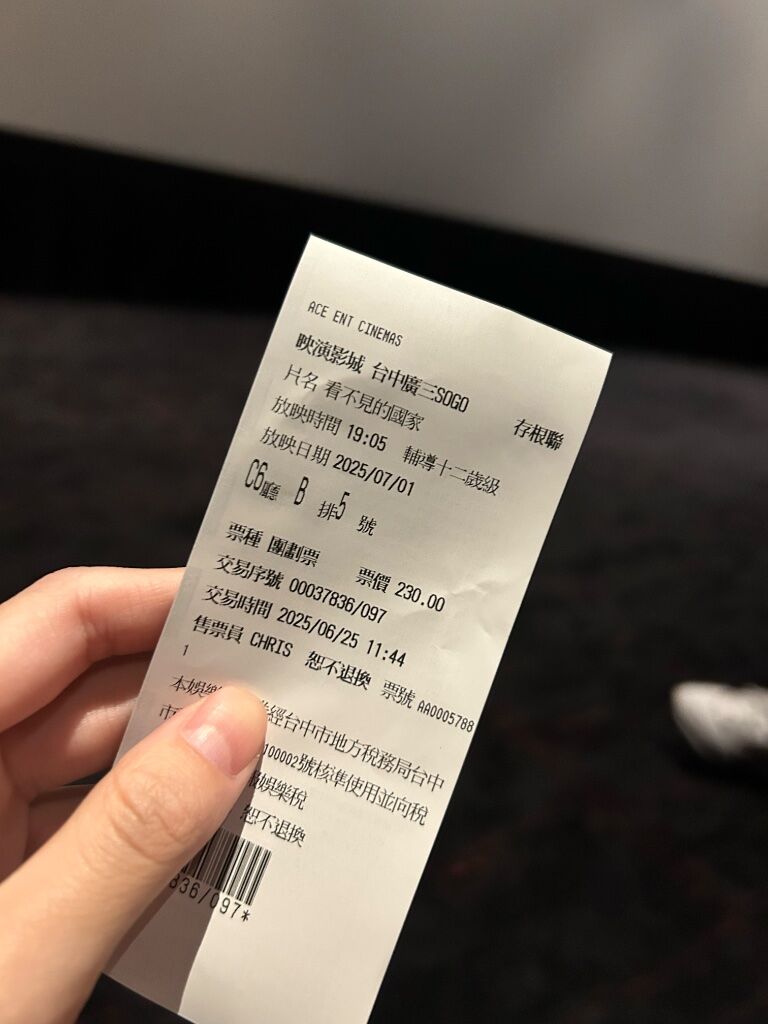 ACE ENT CINEMAS
映演影城 台中廣三SOGO
片名 看不見的國家 存根聯
放映時間 19:05 輔導十二歲級
放映日期 2025/07/01
C6廳 B 排5 號
票種 團劃票 票價 230.00
交易序號 00037836/097
交易時間 2025/06/25 11:44
售票員 CHRIS 恕不退換 票號 AA0005788
1
本娛樂 經台中市地方稅務局台中
市 100002號核準使用並向稅
娛樂稅
恕不退換
836/097*